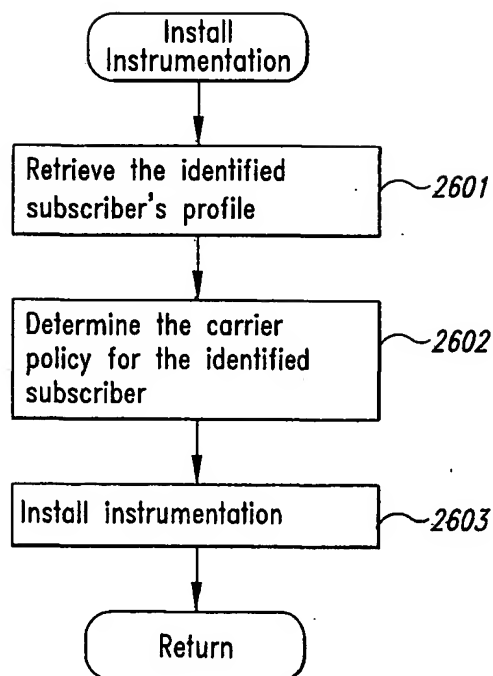 Install
Instrumentation
Retrieve the identified
subscriber's profile
2601
Determine the carrier
policy for the identified
subscriber
2602
Install instrumentation
2603
Return